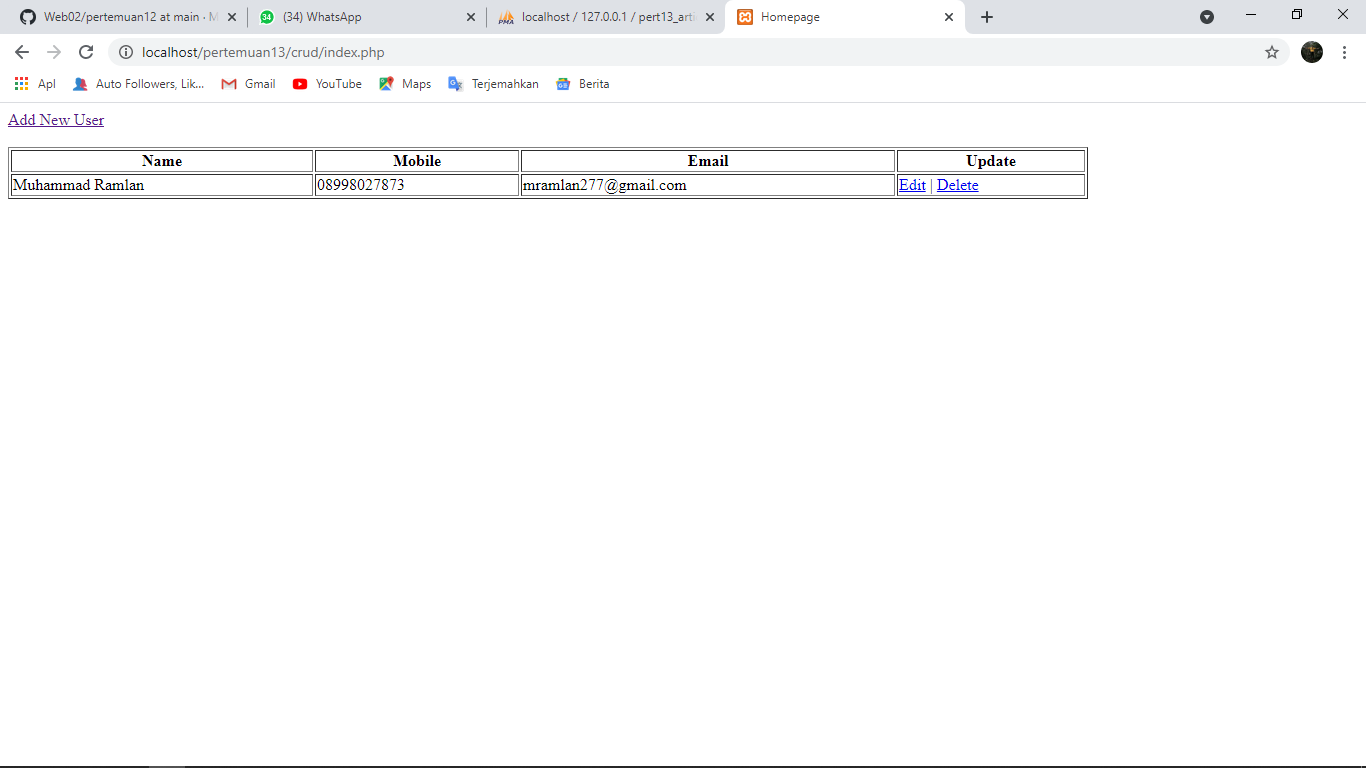 Web02/pertemuan12 at main · M (34) WhatsApp localhost / 127.0.0.1 / pert13_arti Homepage
localhost/pertemuan13/crud/index.php
Apl Auto Followers, Lik... Gmail YouTube Maps Terjemahkan Berita
Add New User
Name Mobile Email Update
Muhammad Ramlan 08998027873 mramlan277@gmail.com Edit | Delete